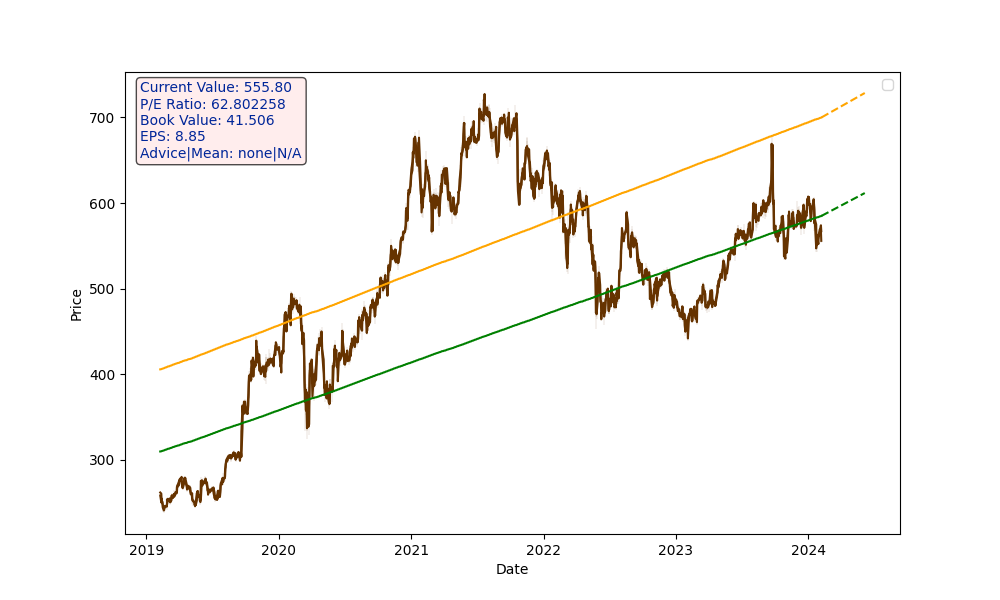 Current Value: 555.80
P/E Ratio: 62.802258
Book Value: 41.506
EPS: 8.85
Advice|Mean: none|N/A
700
600
500
400
300
Price
2019 2020 2021 2022 2023 2024
Date